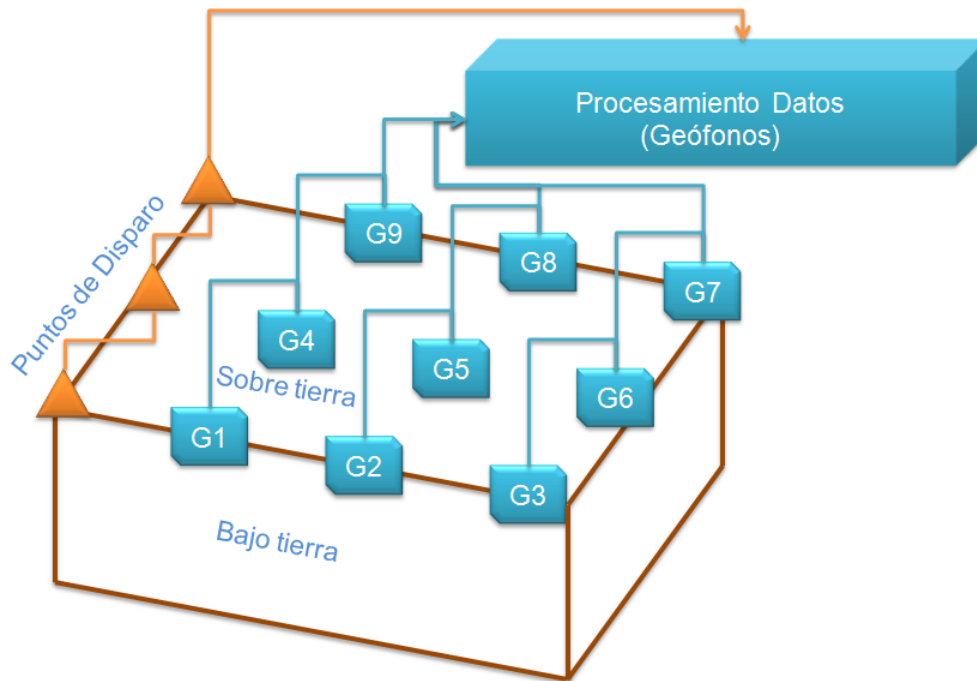 Procesamiento Datos
(Geófonos)
Puntos de Disparo
G9
G8
G7
G4
G5
G6
Sobre tierra
G1
G2
G3
Bajo tierra